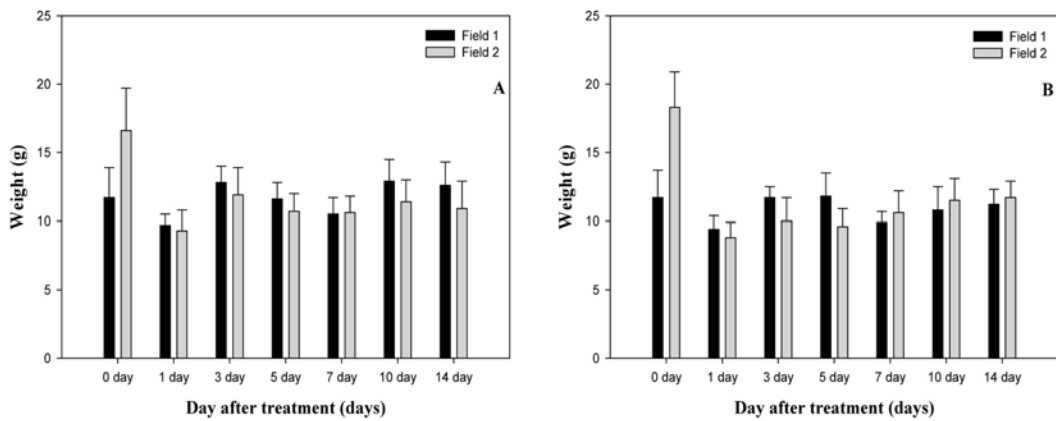 25
20
15
10
5
0
Weight (g)
Field 1
Field 2
A
0 day 1 day 3 day 5 day 7 day 10 day 14 day
Day after treatment (days)
25
20
15
10
5
0
Weight (g)
Field 1
Field 2
B
0 day 1 day 3 day 5 day 7 day 10 day 14 day
Day after treatment (days)